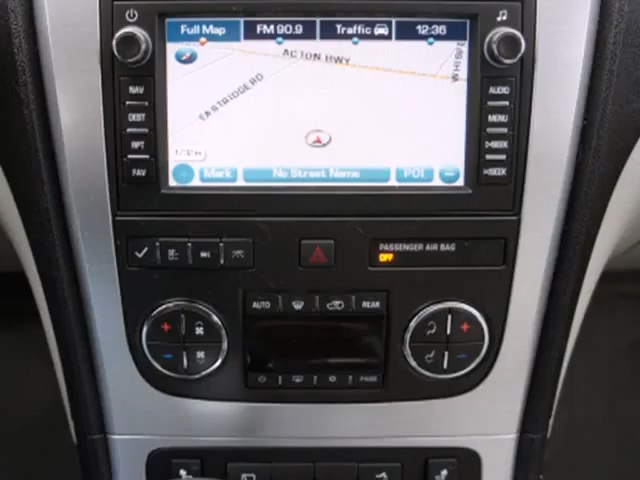 Full Map FM 90.9 Traffic 12:36
ACTON HWY
EASTRIDGE RD
Mark No Street Name POI
NAV
DEST
RPT
FAV
AUDIO
MENU
SEEK
SEEK
PASSENGER AIR BAG
OFF
AUTO REAR